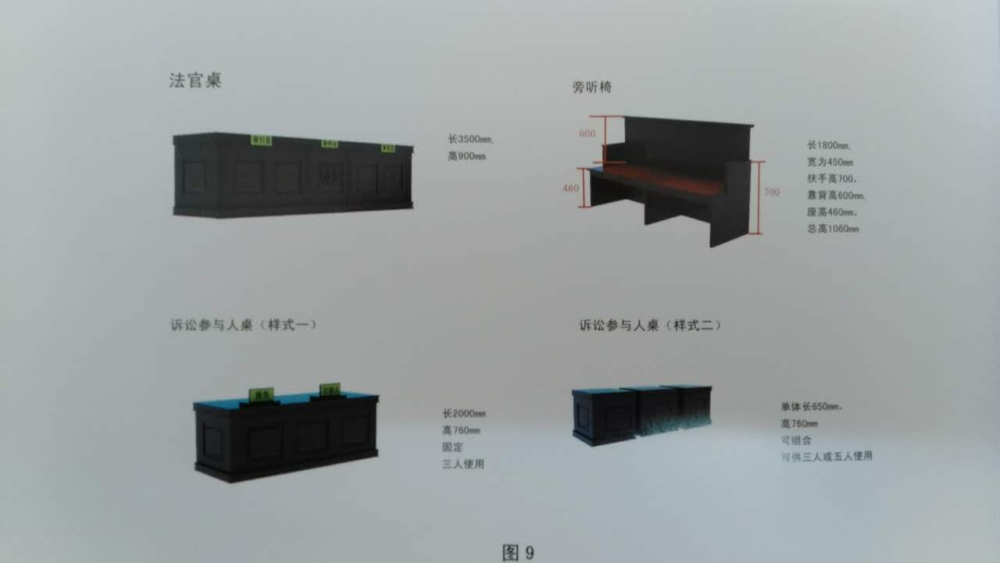 法官桌
长3500mm,
高900mm
旁听椅
600
460
700
长1800mm,
宽为450mm
扶手高700,
靠背高600mm,
座高460mm,
总高1060mm
诉讼参与人桌（样式一）
长2000mm
高760mm
固定
三人使用
诉讼参与人桌（样式二）
单体长650mm,
高760mm
可组合
可供三人或五人使用
图9